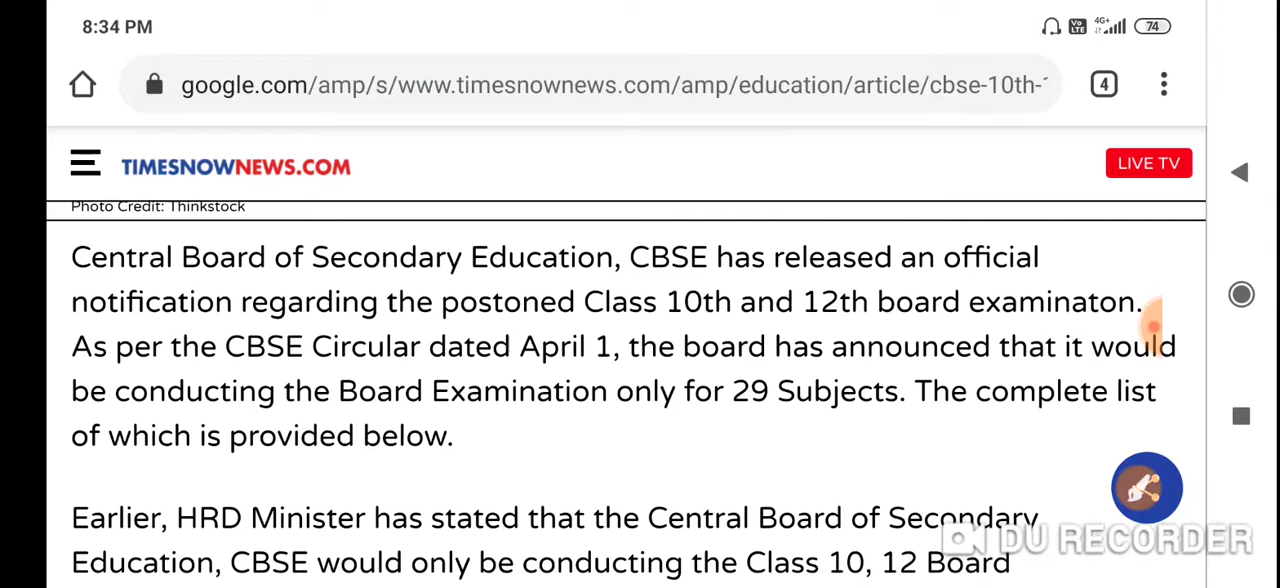 8:34 PM
Vo LTE 4G+ 74
google.com/amp/s/www.timesnownews.com/amp/education/article/cbse-10th-1
4
TIMESNOWNEWS.COM
LIVE TV
Photo Credit: Thinkstock
Central Board of Secondary Education, CBSE has released an official
notification regarding the postoned Class 10th and 12th board examinaton.
As per the CBSE Circular dated April 1, the board has announced that it would
be conducting the Board Examination only for 29 Subjects. The complete list
of which is provided below.
Earlier, HRD Minister has stated that the Central Board of Secondary
Education, CBSE would only be conducting the Class 10, 12 Board
DU RECORDER